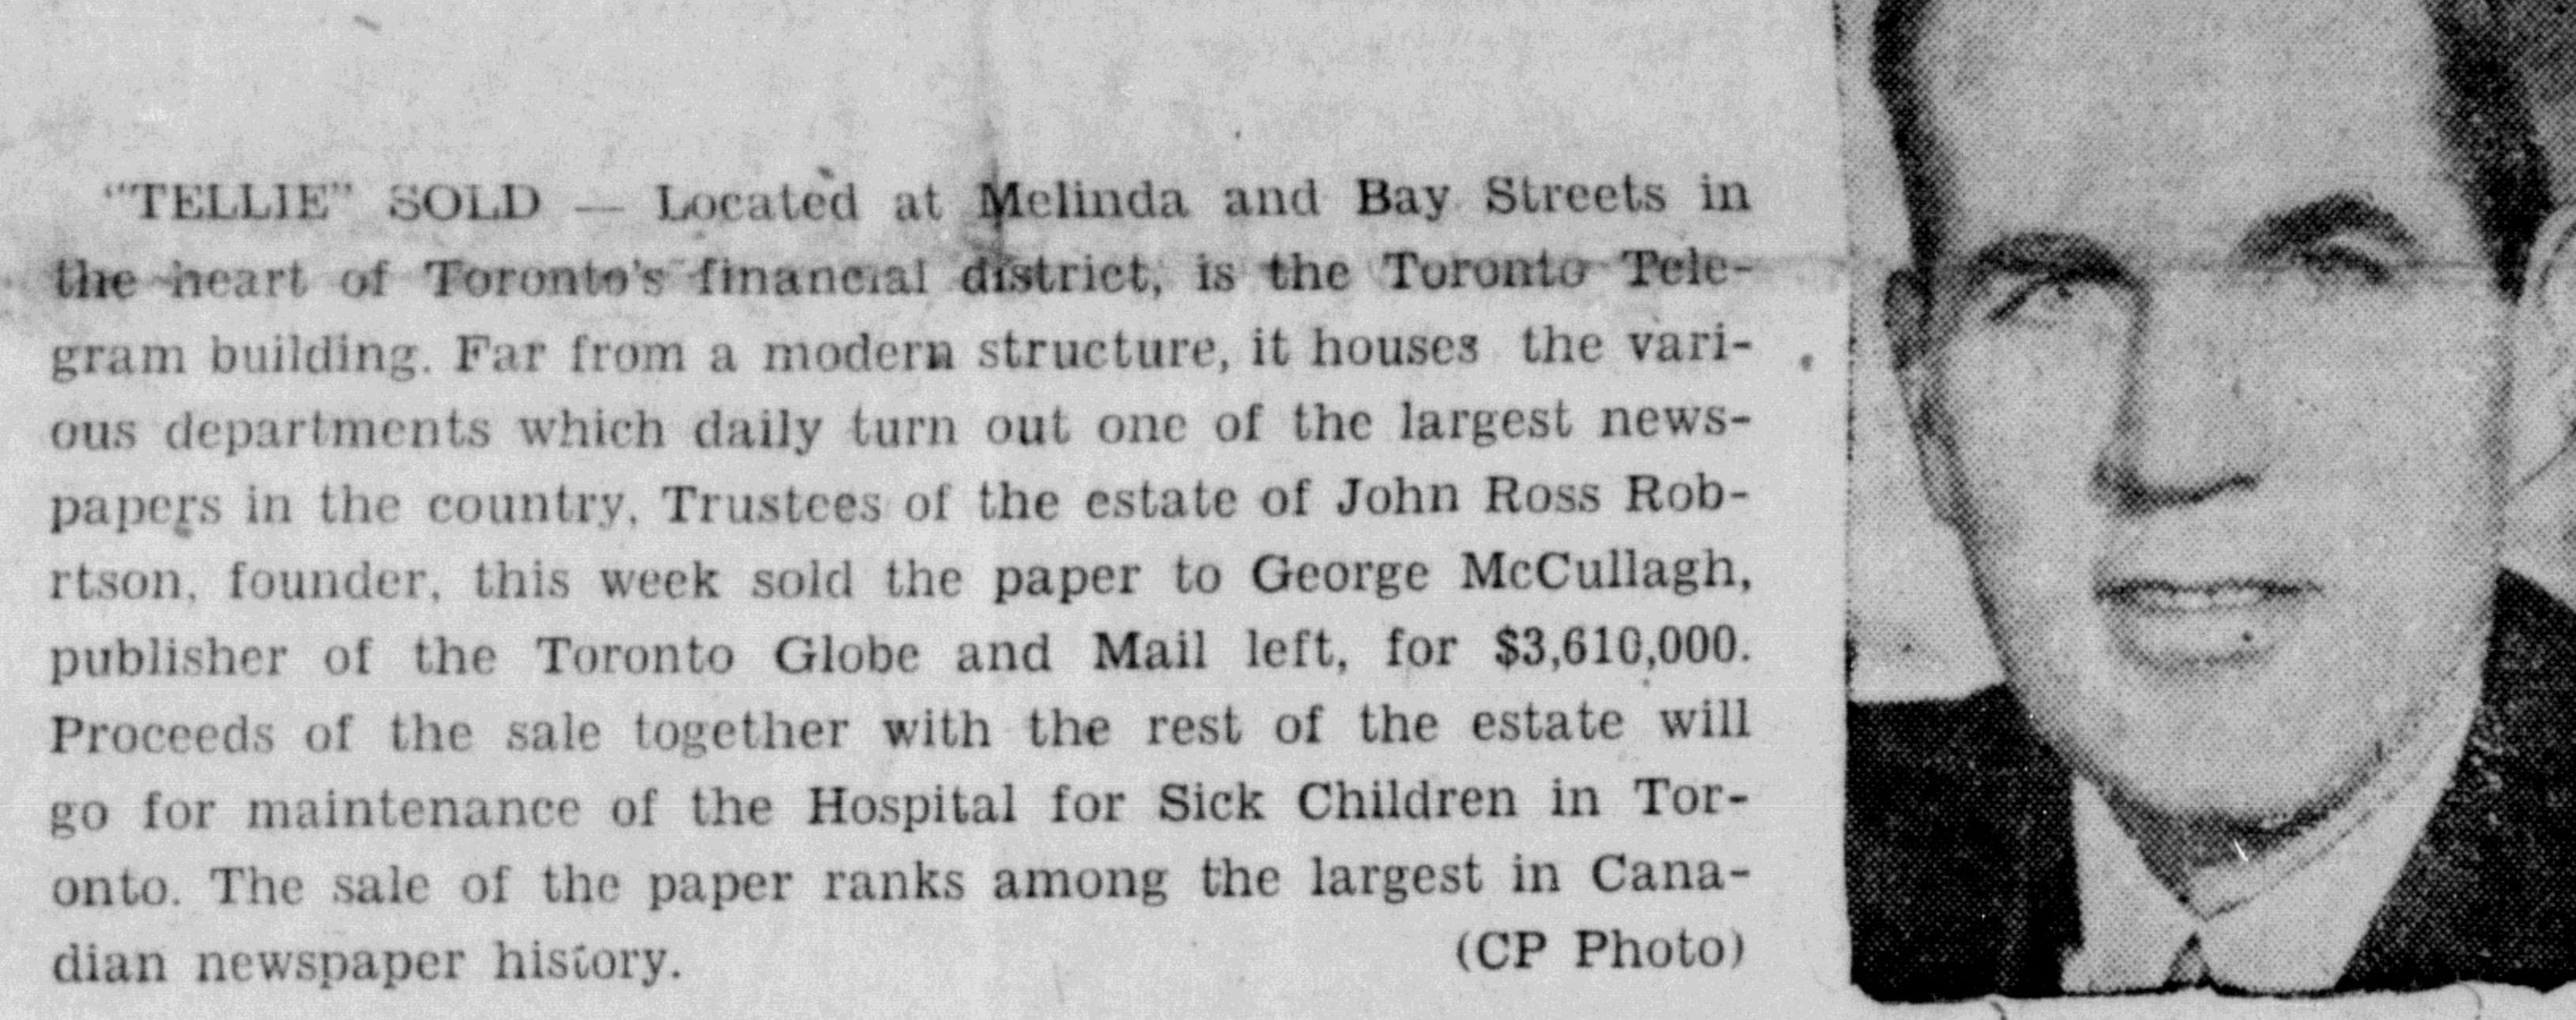 "TELLIE" SOLD — Located at Melinda and Bay Streets in
the heart of Toronto's financial district, is the Toronto Tele-
gram building. Far from a modern structure, it houses the vari-
ous departments which daily turn out one of the largest news-
papers in the country. Trustees of the estate of John Ross Rob-
rtson, founder, this week sold the paper to George McCullagh,
publisher of the Toronto Globe and Mail left, for $3,610,000.
Proceeds of the sale together with the rest of the estate will
go for maintenance of the Hospital for Sick Children in Tor-
onto. The sale of the paper ranks among the largest in Cana-
dian newspaper history. (CP Photo)